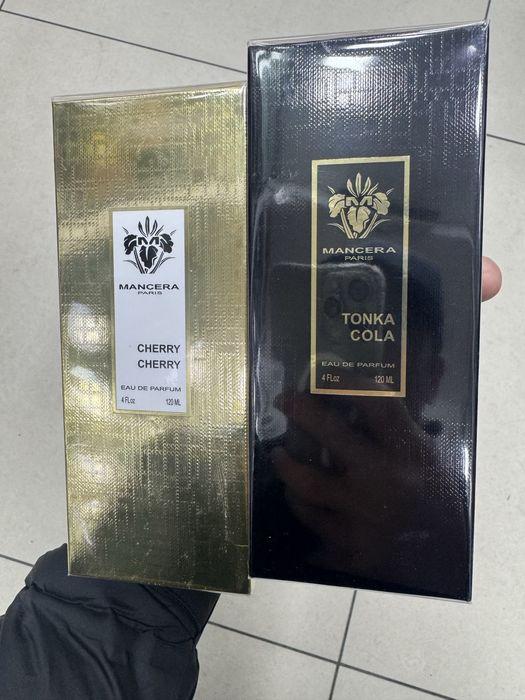 MANCERA
PARIS
CHERRY
CHERRY
EAU DE PARFUM
4 FLoz 120 ML
MANCERA
PARIS
TONKA
COLA
EAU DE PARFUM
4 FLoz 120 ML